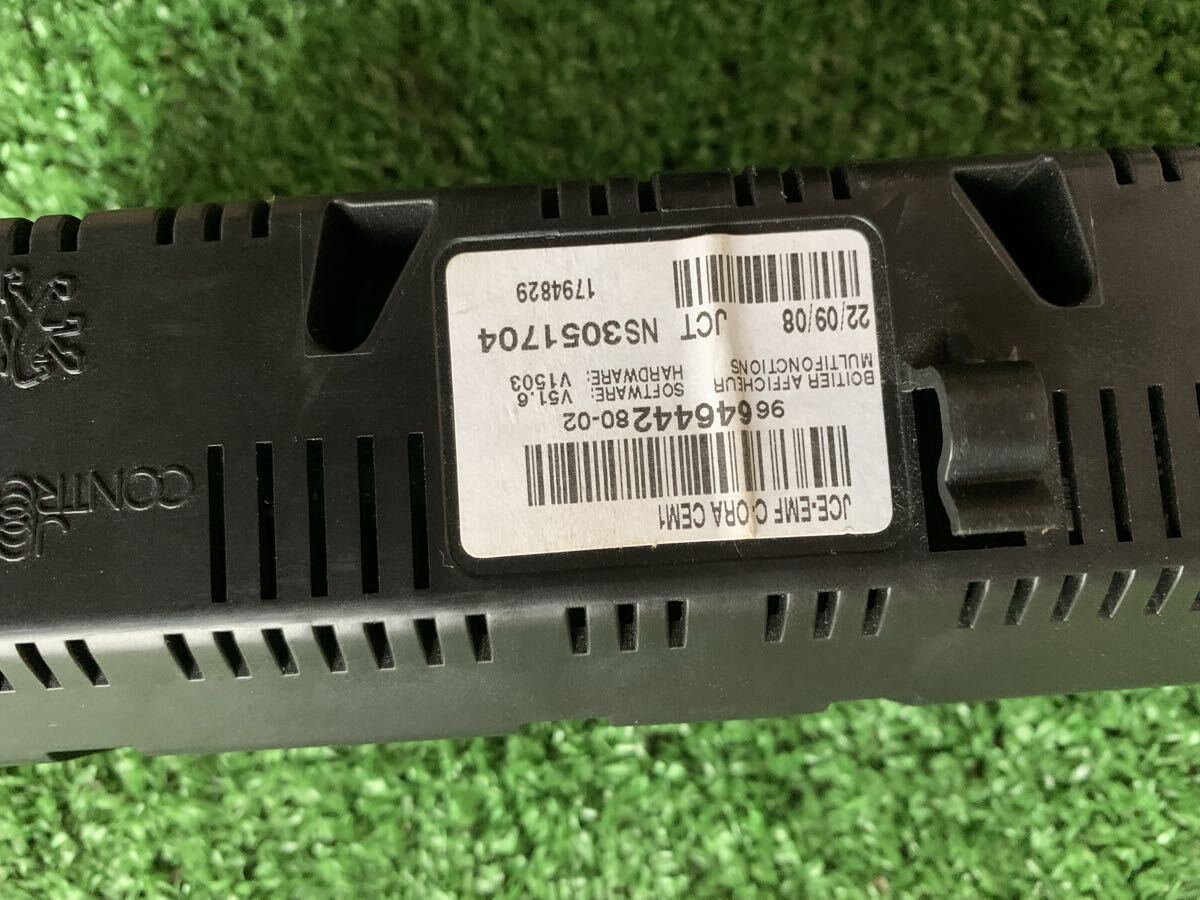 JCE-EMF C-ORA CEM1
9664644280-02
BOITIER AFFICHEUR
MULTIFONCTIONS
SOFTWARE: V51.6
HARDWARE: V1503
22/09/08 JCT NS3051704
1794829